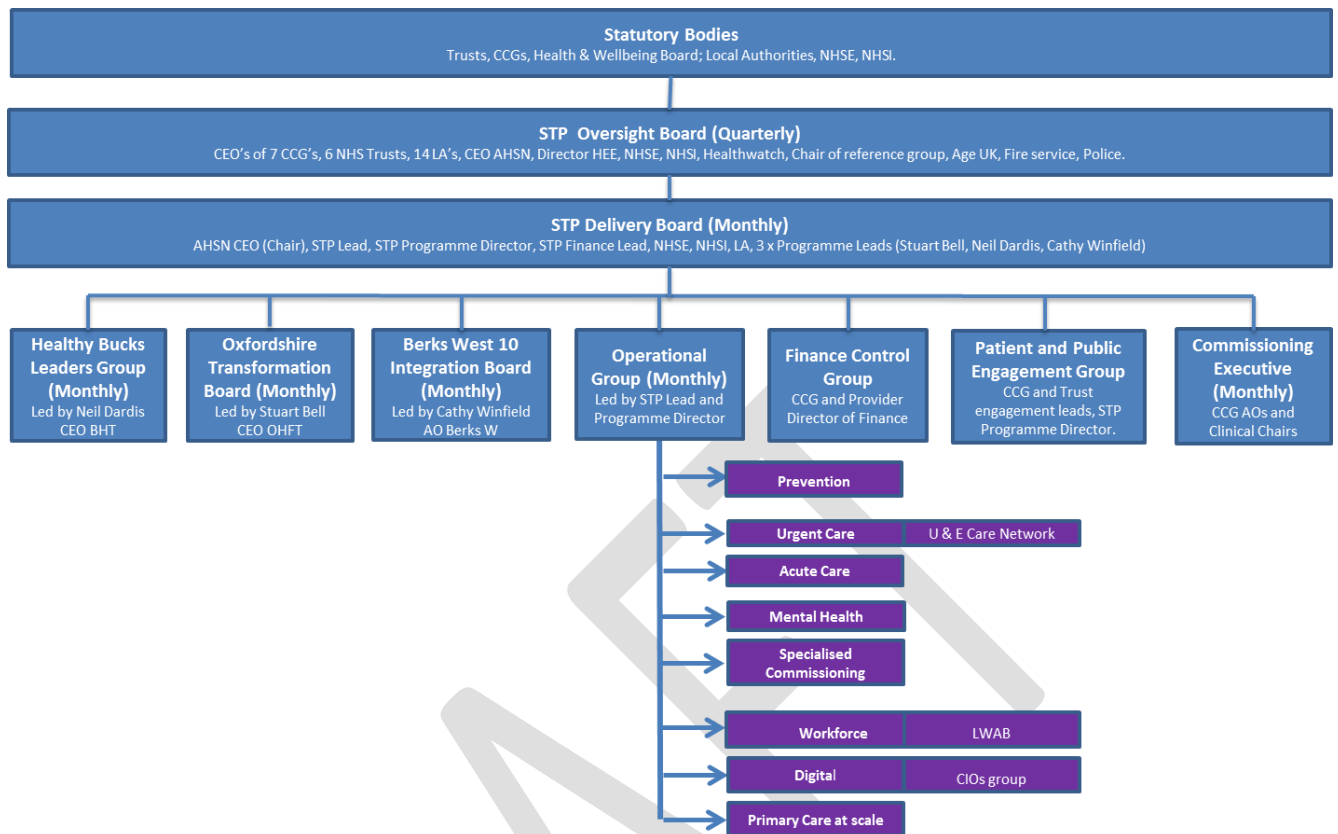 Statutory Bodies
Trusts, CCGs, Health & Wellbeing Board; Local Authorities, NHSE, NHSI.
STP Oversight Board (Quarterly)
CEO's of 7 CCG's, 6 NHS Trusts, 14 LA's, CEO AHSN, Director HEE, NHSE, NHSI, Healthwatch, Chair of reference group, Age UK, Fire service, Police.
STP Delivery Board (Monthly)
AHSN CEO (Chair), STP Lead, STP Programme Director, STP Finance Lead, NHSE, NHSI, LA, 3 x Programme Leads (Stuart Bell, Neil Dardis, Cathy Winfield)
Healthy Bucks
Leaders Group
(Monthly)
Led by Neil Dardis
CEO BHT
Oxfordshire
Transformation
Board (Monthly)
Led by Stuart Bell
CEO OHFT
Berks West 10
Integration Board
(Monthly)
Led by Cathy Winfield
AO Berks W
Operational
Group (Monthly)
Led by STP Lead and
Programme Director
Finance Control
Group
CCG and Provider
Director of Finance
Patient and Public
Engagement Group
CCG and Trust
engagement leads, STP
Programme Director.
Commissioning
Executive
(Monthly)
CCG AOs and
Clinical Chairs
Prevention
Urgent Care
U & E Care Network
Acute Care
Mental Health
Specialised
Commissioning
Workforce
LWAB
Digital
CIOs group
Primary Care at scale